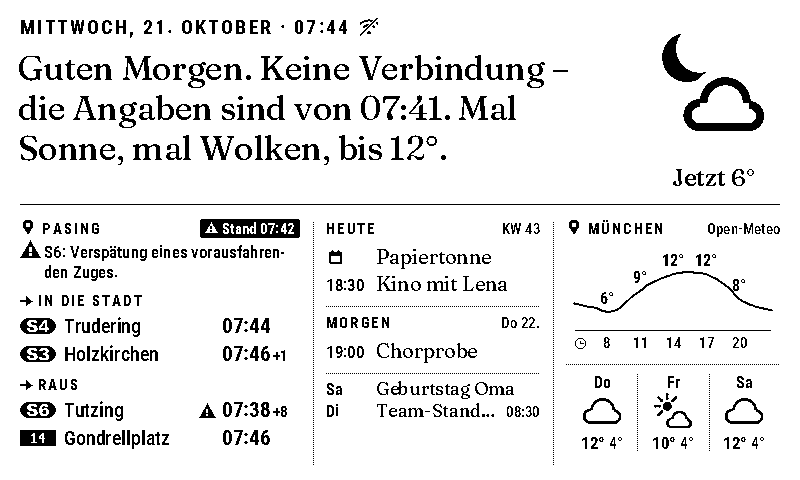 MITTWOCH, 21. OKTOBER · 07:44
Guten Morgen. Keine Verbindung –
die Angaben sind von 07:41. Mal
Sonne, mal Wolken, bis 12°.
Jetzt 6°
PASING
Stand 07:42
S6: Verspätung eines vorausfahren-
den Zuges.
→ IN DIE STADT
S4 Trudering 07:44
S3 Holzkirchen 07:46 +1
→ RAUS
S6 Tutzing 07:38 +8
14 Gondrellplatz 07:46
HEUTE KW 43
Papiertonne
18:30 Kino mit Lena
MORGEN Do 22.
19:00 Chorprobe
Sa Geburtstag Oma
Di Team-Stand... 08:30
MÜNCHEN Open-Meteo
6° 9° 12° 12° 8°
8 11 14 17 20
Do Fr Sa
12° 4° 10° 4° 12° 4°